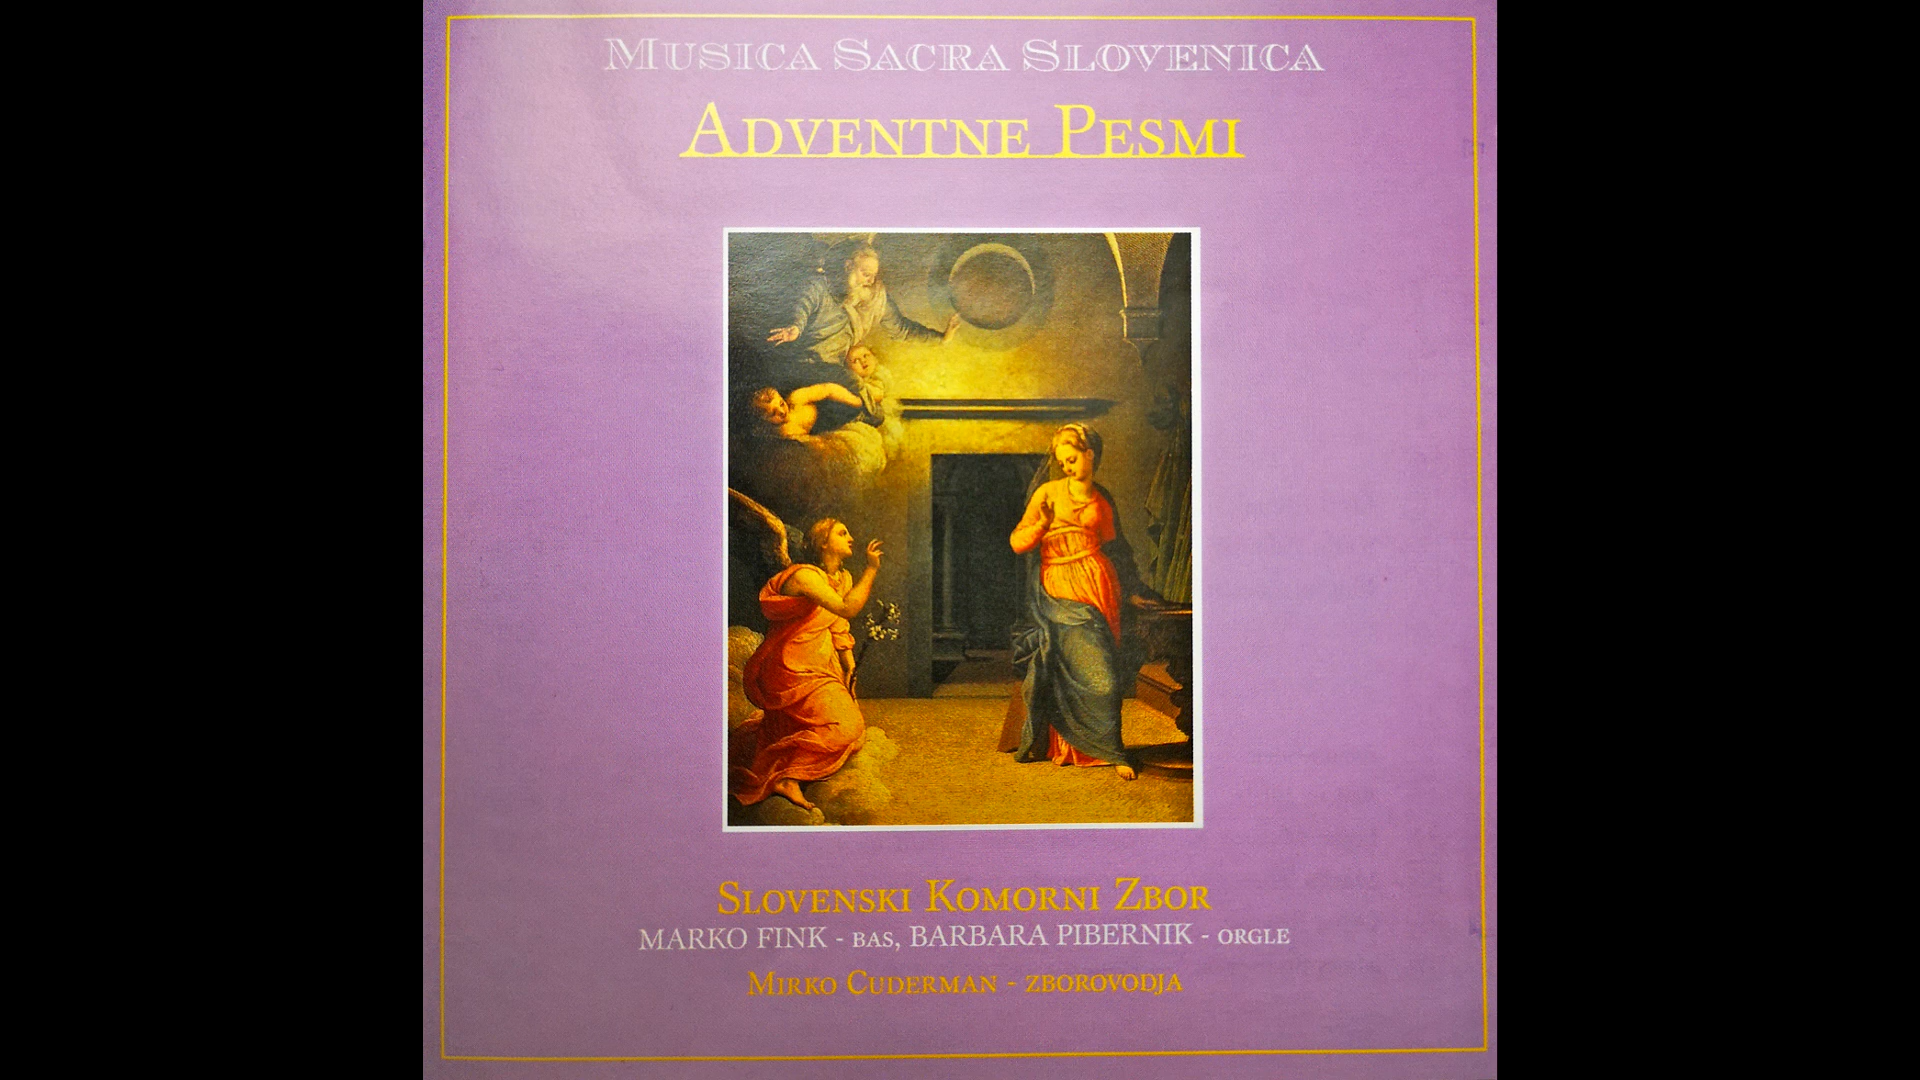 Musica Sacra Slovenica
Adventne Pesmi
Slovenski Komorni Zbor
MARKO FINK - BAS, BARBARA PIBERNIK - ORGLE
Mirko Cuderman - zborovodja